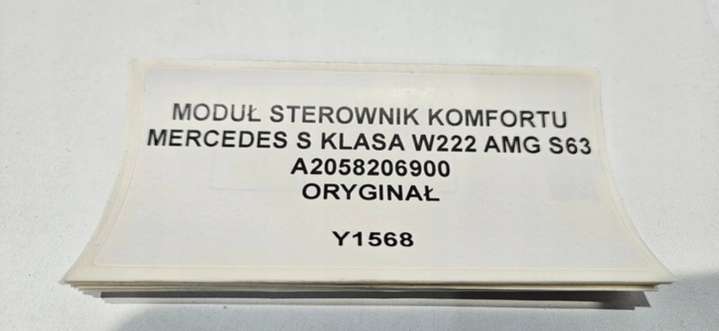 MODUŁ STEROWNIK KOMFORTU
MERCEDES S KLASA W222 AMG S63
A2058206900
ORYGINAŁ
Y1568